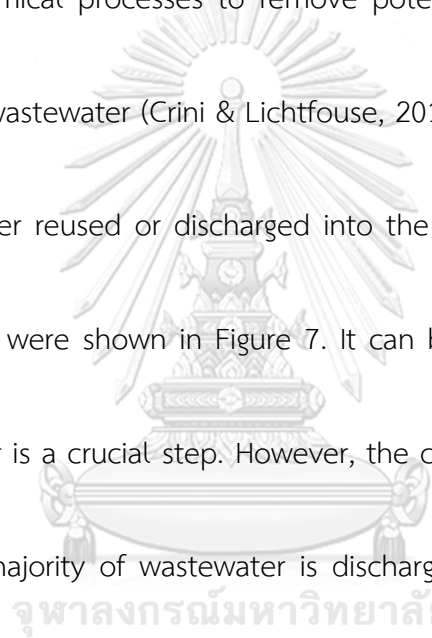 mical processes to remove pote
wastewater (Crini & Lichtfouse, 201
er reused or discharged into the
were shown in Figure 7. It can b
r is a crucial step. However, the c
majority of wastewater is discharg
จุฬาลงกรณ์มหาวิทยาลัย